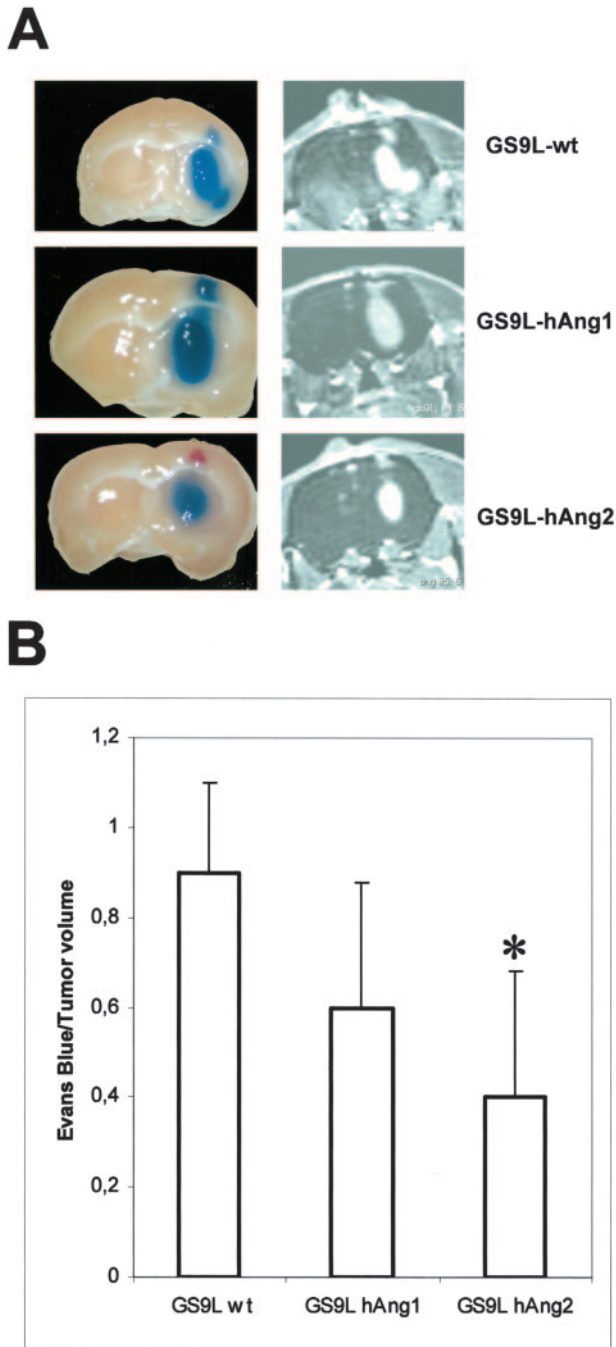 A
GS9L-wt
GS9L-hAng1
GS9L-hAng2
B
1,2
1
0,8
0,6
0,4
0,2
0
Evans Blue/Tumor volume
*
GS9L wt
GS9L hAng1
GS9L hAng2